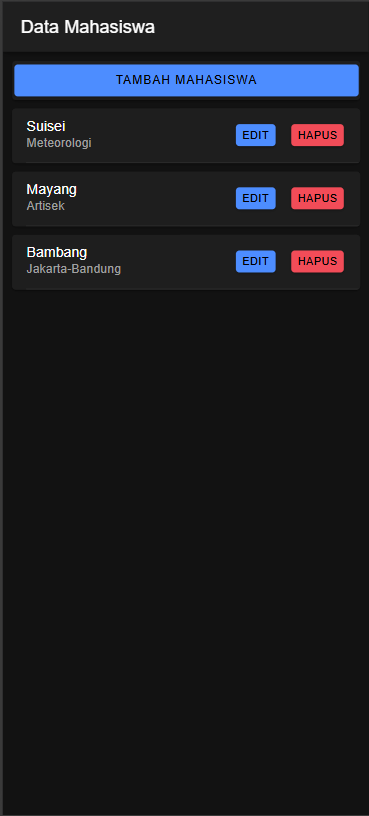 Data Mahasiswa
TAMBAH MAHASISWA
Suisei
Meteorologi
EDIT
HAPUS
Mayang
Artisek
EDIT
HAPUS
Bambang
Jakarta-Bandung
EDIT
HAPUS